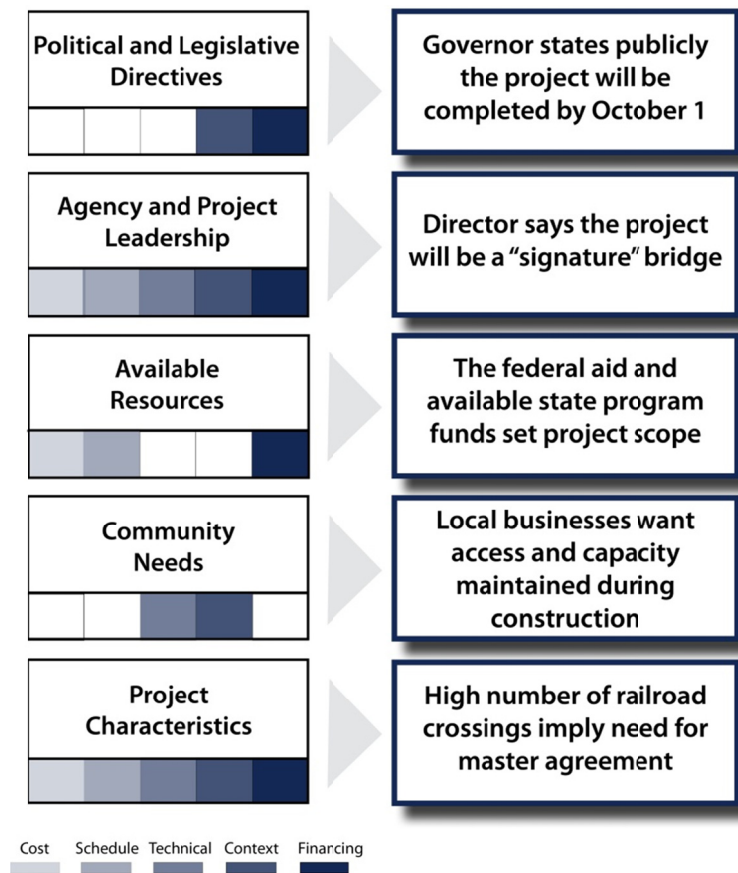 Political and Legislative
Directives
Governor states publicly
the project will be
completed by October 1
Agency and Project
Leadership
Director says the project
will be a “signature” bridge
Available
Resources
The federal aid and
available state program
funds set project scope
Community
Needs
Local businesses want
access and capacity
maintained during
construction
Project
Characteristics
High number of railroad
crossings imply need for
master agreement
Cost Schedule Technical Context Financing